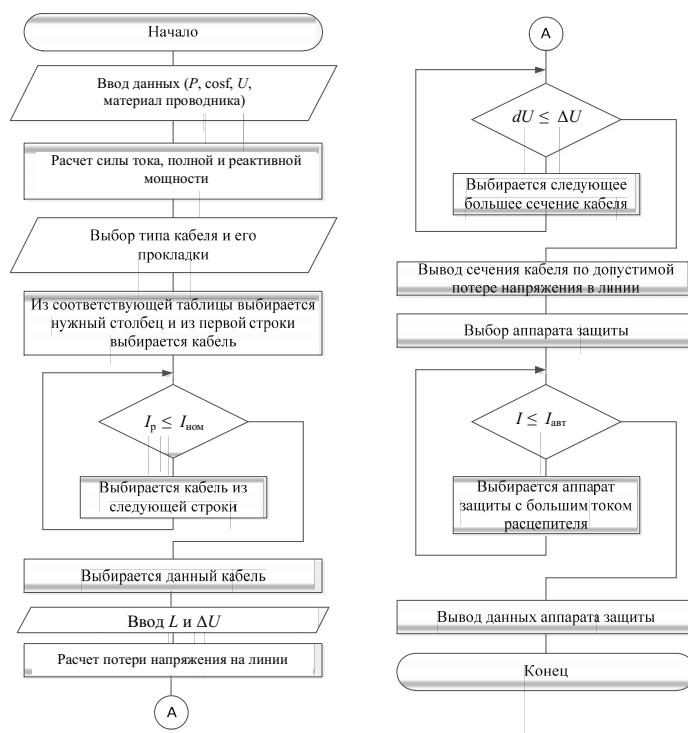 Начало
Ввод данных (P, cosf, U,
материал проводника)
Расчет силы тока, полной и реактивной
мощности
Выбор типа кабеля и его
прокладки
Из соответствующей таблицы выбирается
нужный столбец и из первой строки
выбирается кабель
Iр ≤ Iном
Выбирается кабель из
следующей строки
Выбирается данный кабель
Ввод L и ΔU
Расчет потери напряжения на линии
А
А
dU ≤ ΔU
Выбирается следующее
большее сечение кабеля
Вывод сечения кабеля по допустимой
потере напряжения в линии
Выбор аппарата защиты
I ≤ Iавт
Выбирается аппарат
защиты с большим током
расцепителя
Вывод данных аппарата защиты
Конец